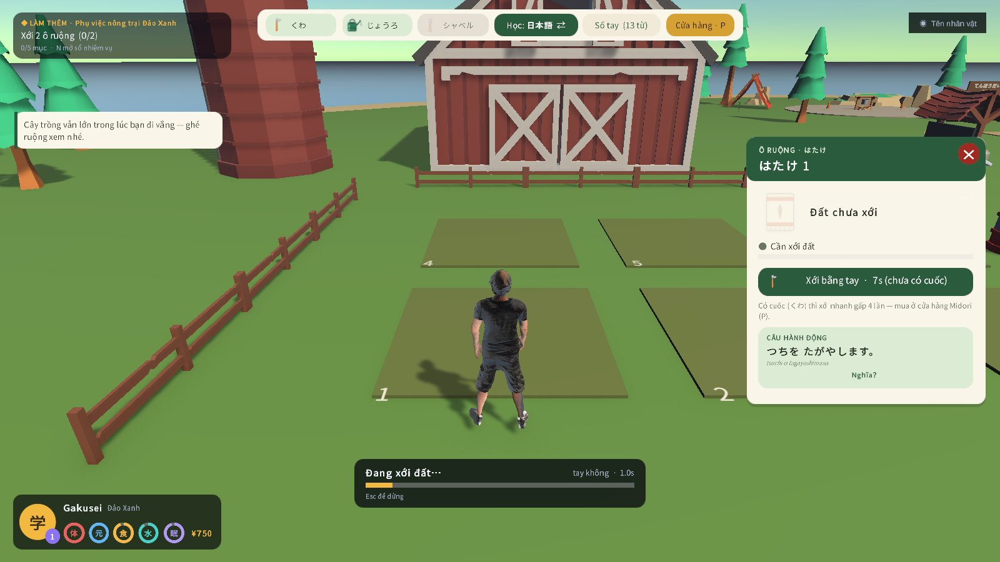 ◆ LÀM THÊM · Phụ việc nông trại Đảo Xanh
Xới 2 ô ruộng (0/2)
0/5 mục · N mở sổ nhiệm vụ
くわ
じょうろ
シャベル
Học: 日本語 ⇄
Sổ tay (13 từ)
Cửa hàng · P
◉ Tên nhân vật
てんぼうだい
Cây trồng vẫn lớn trong lúc bạn đi vắng — ghé
ruộng xem nhé.
Ô RUỘNG · はたけ
はたけ 1
Đất chưa xới
Cần xới đất
Xới bằng tay · 7s (chưa có cuốc)
Có cuốc (くわ) thì xớ nhanh gấp 4 lần — mua ở cửa hàng Midori
(P).
CÂU HÀNH ĐỘNG
つちを たがやします。
tsuchi o tagayashimasu
Nghĩa?
4
5
1
2
Đang xới đất…
tay không · 1.0s
Esc để dừng
学
1
Gakusei Đảo Xanh
体 元 食 水 眠 ¥750